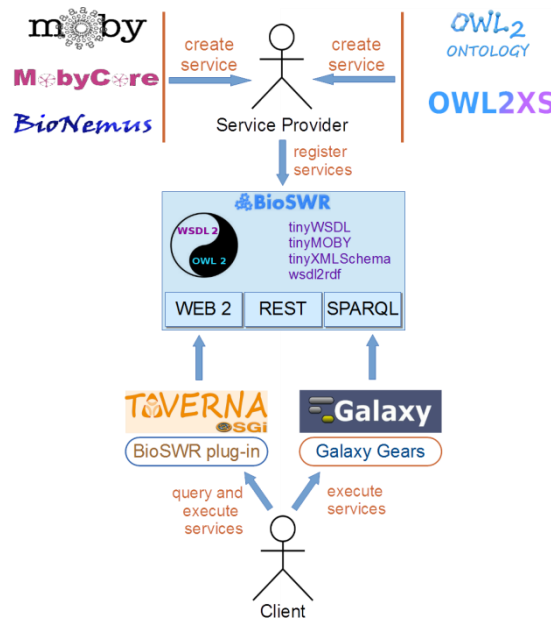 moby
create
service
create
service
OWL2
ONTOLOGY
MobyCore
BioNemus
OWL2XS
Service Provider
register
services
BioSWR
WSDL 2
OWL 2
tinyWSDL
tinyMOBY
tinyXMLSchema
wsdl2rdf
WEB 2
REST
SPARQL
TAVERNA
OSGi
Galaxy
BioSWR plug-in
Galaxy Gears
query and
execute
services
execute
services
Client